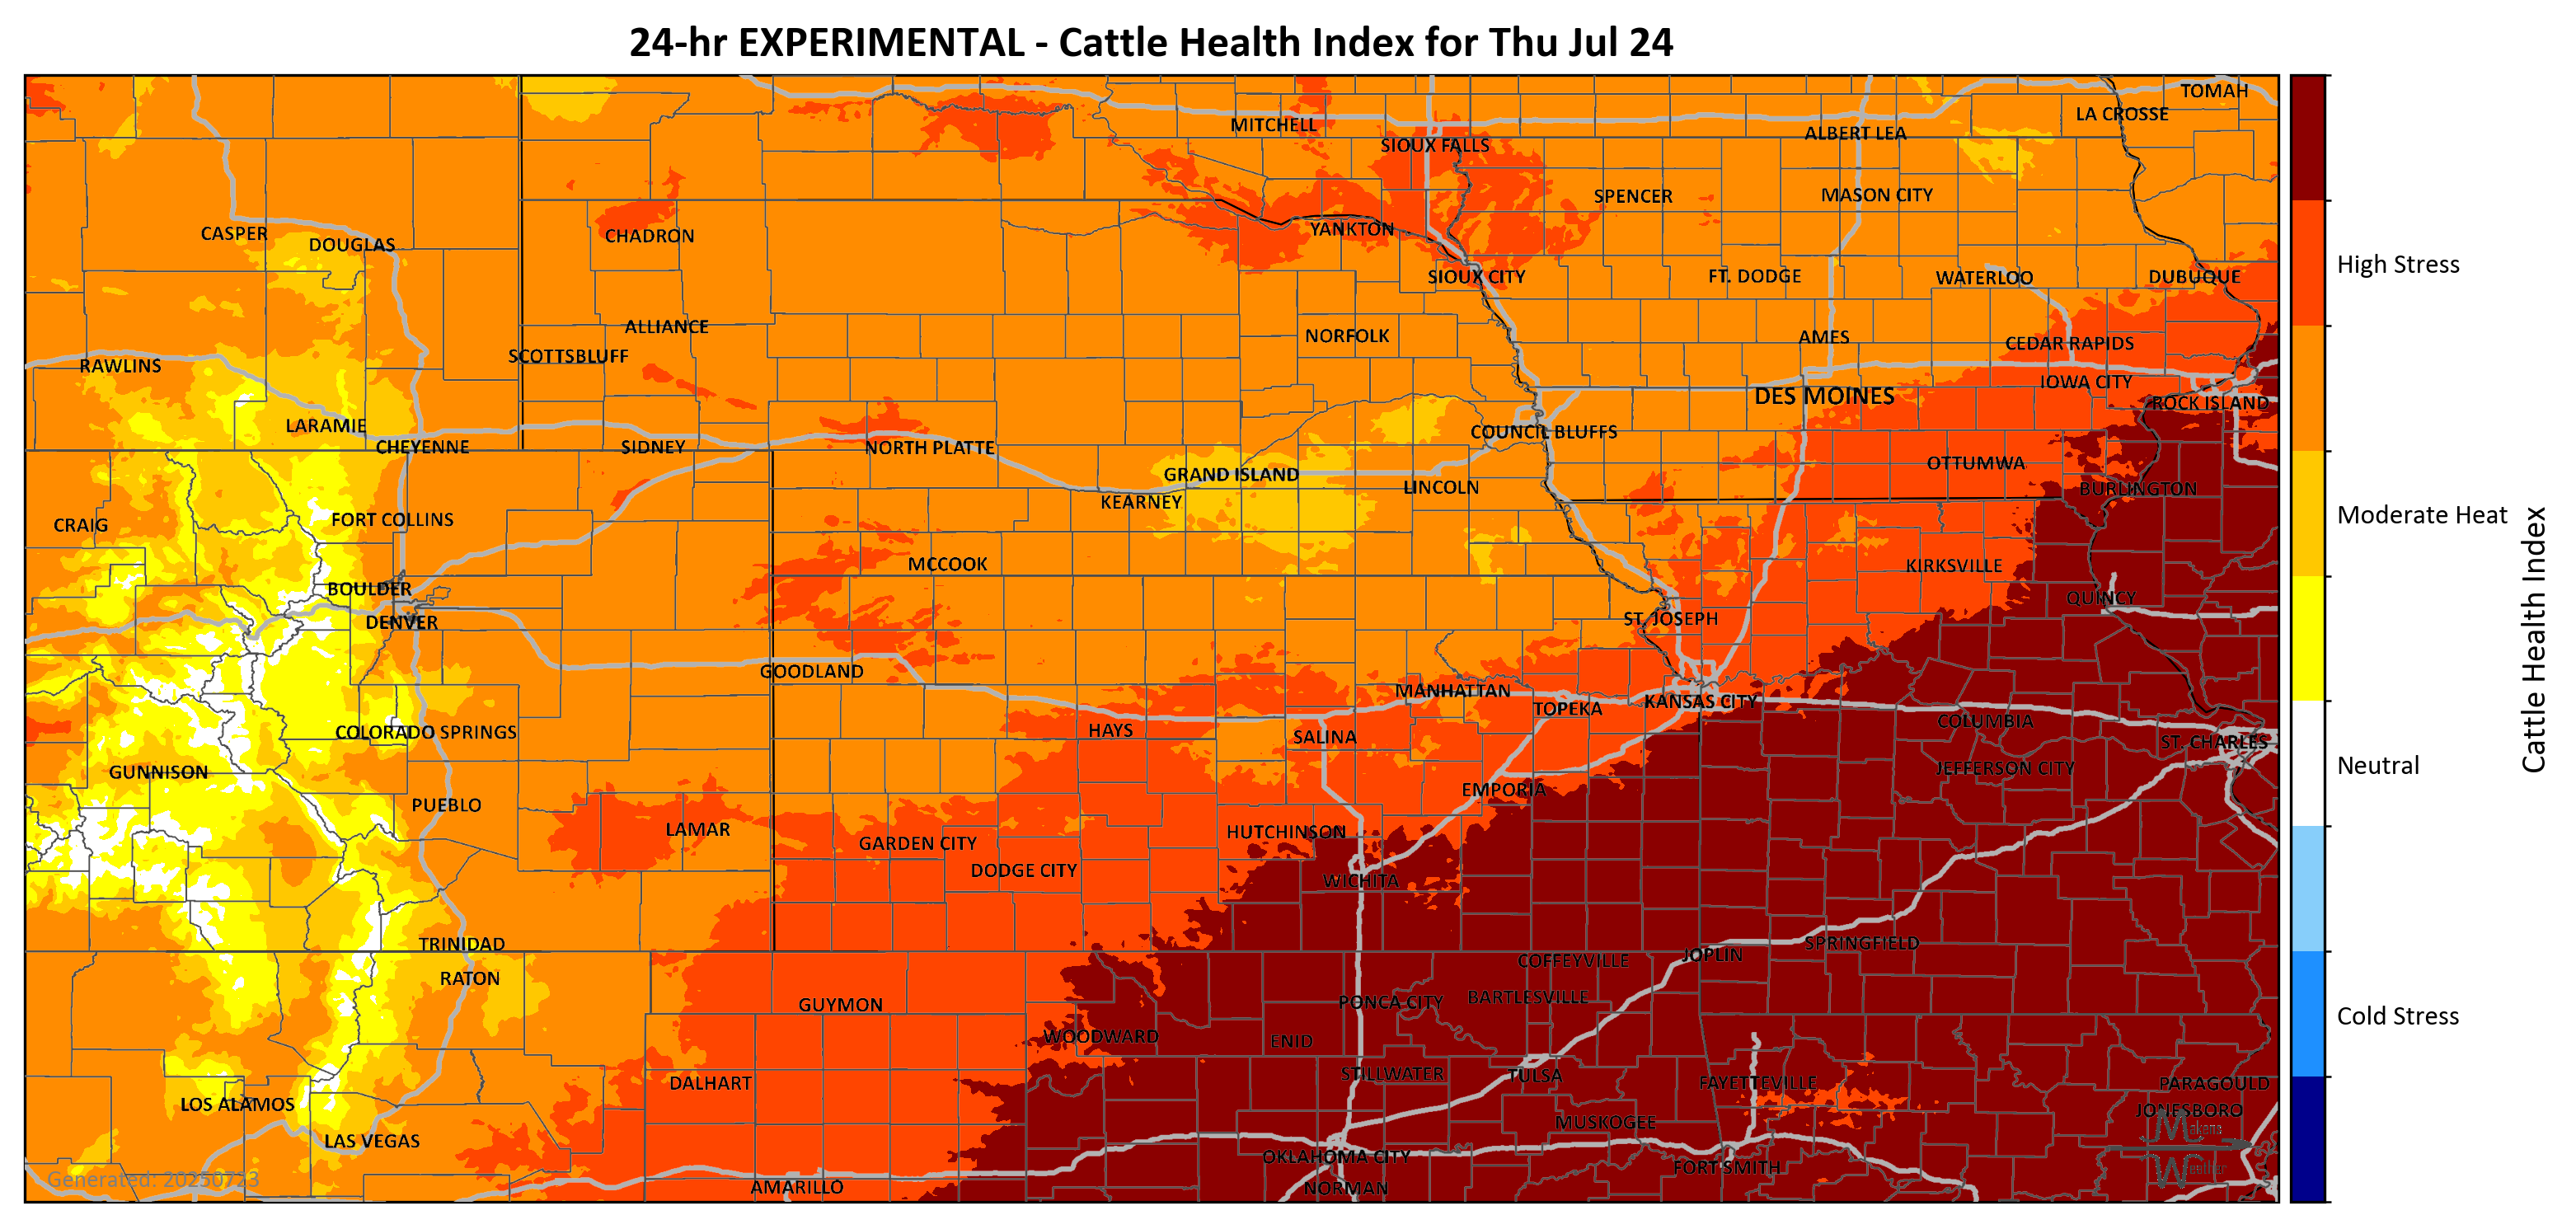 24-hr EXPERIMENTAL - Cattle Health Index for Thu Jul 24
TOMAH
LA CROSSE
MITCHELL
ALBERT LEA
SIOUX FALLS
SPENCER
MASON CITY
CASPER
DOUGLAS
CHADRON
YANKTON
SIOUX CITY
FT. DODGE
WATERLOO
DUBUQUE
High Stress
ALLIANCE
NORFOLK
AMES
CEDAR RAPIDS
SCOTTSBLUFF
RAWLINS
IOWA CITY
DES MOINES
ROCK ISLAND
LARAMIE
COUNCIL BLUFFS
CHEYENNE
SIDNEY
NORTH PLATTE
OTTUMWA
GRAND ISLAND
LINCOLN
BURLINGTON
KEARNEY
CRAIG
FORT COLLINS
Moderate Heat
MCCOOK
KIRKSVILLE
BOULDER
QUINCY
DENVER
ST. JOSEPH
Cattle Health Index
GOODLAND
MANHATTAN
TOPEKA
KANSAS CITY
COLUMBIA
COLORADO SPRINGS
HAYS
SALINA
ST. CHARLES
GUNNISON
JEFFERSON CITY
Neutral
EMPORIA
PUEBLO
LAMAR
HUTCHINSON
GARDEN CITY
DODGE CITY
WICHITA
TRINIDAD
SPRINGFIELD
JOPLIN
COFFEYVILLE
RATON
GUYMON
PONCA CITY
BARTLESVILLE
Cold Stress
WOODWARD
ENID
STILLWATER
TULSA
DALHART
FAYETTEVILLE
PARAGOULD
LOS ALAMOS
JONESBORO
MUSKOGEE
LAS VEGAS
OKLAHOMA CITY
FORT SMITH
Generated: 20250723
AMARILLO
NORMAN